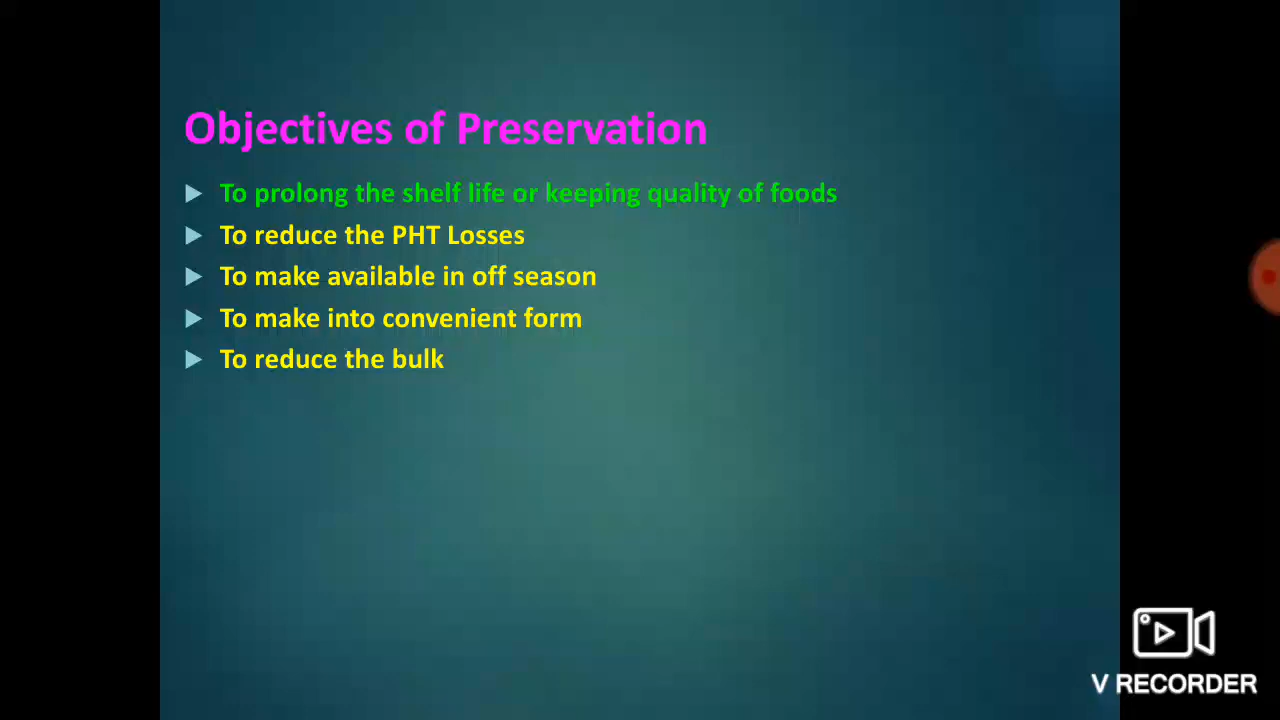 Objectives of Preservation
To prolong the shelf life or keeping quality of foods
To reduce the PHT Losses
To make available in off season
To make into convenient form
To reduce the bulk
V RECORDER